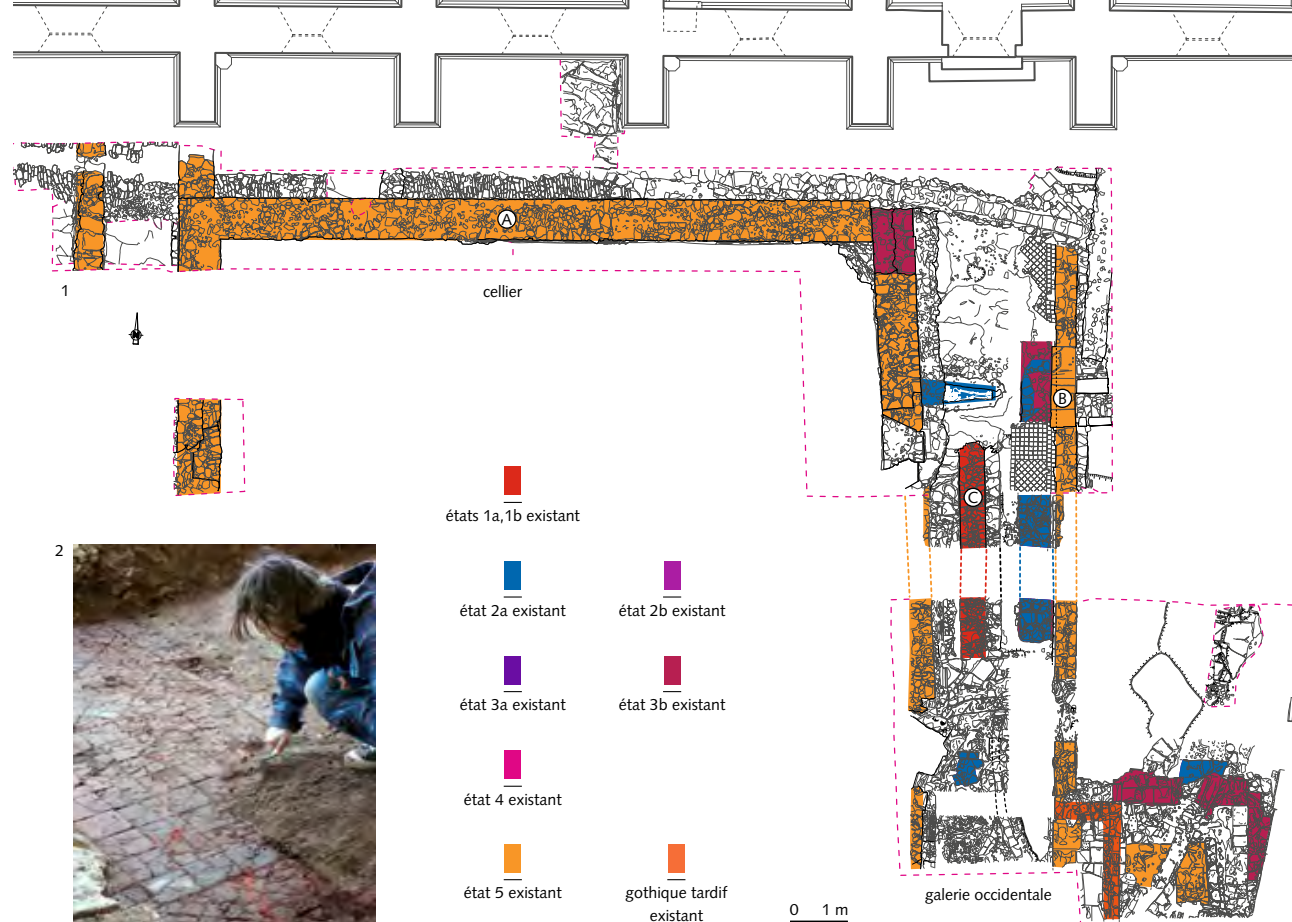 A
1
cellier
B
C
états 1a,1b existant
2
état 2a existant
état 2b existant
état 3a existant
état 3b existant
état 4 existant
état 5 existant
gothique tardif
existant
galerie occidentale
0 1 m